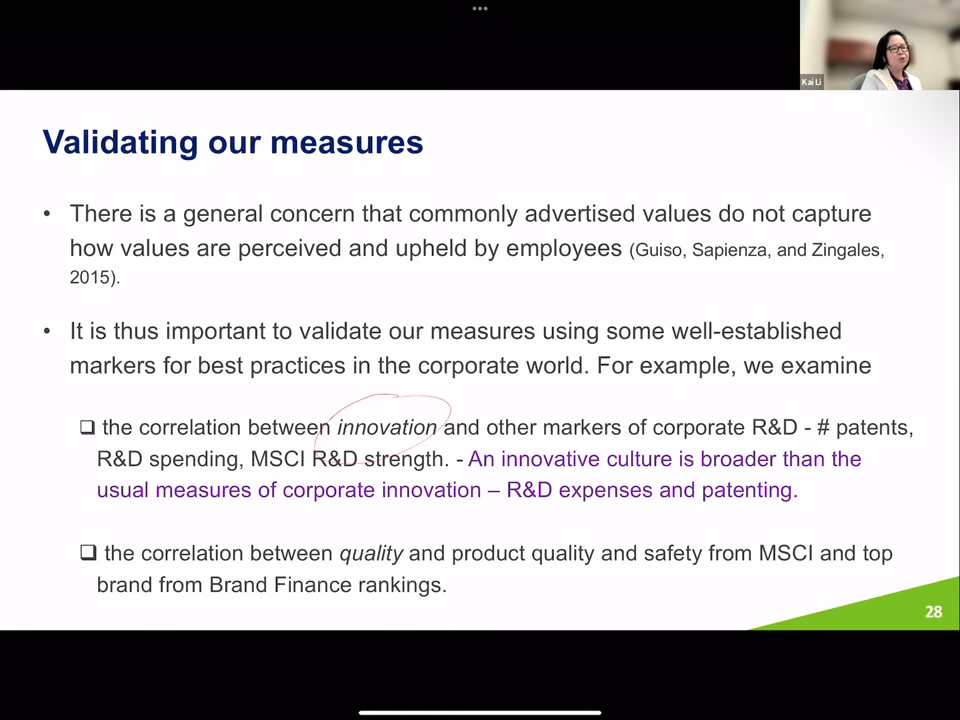 Kai Li
Validating our measures
• There is a general concern that commonly advertised values do not capture
how values are perceived and upheld by employees (Guiso, Sapienza, and Zingales,
2015).
• It is thus important to validate our measures using some well-established
markers for best practices in the corporate world. For example, we examine
❑ the correlation between innovation and other markers of corporate R&D - # patents,
R&D spending, MSCI R&D strength. - An innovative culture is broader than the
usual measures of corporate innovation – R&D expenses and patenting.
❑ the correlation between quality and product quality and safety from MSCI and top
brand from Brand Finance rankings.
28